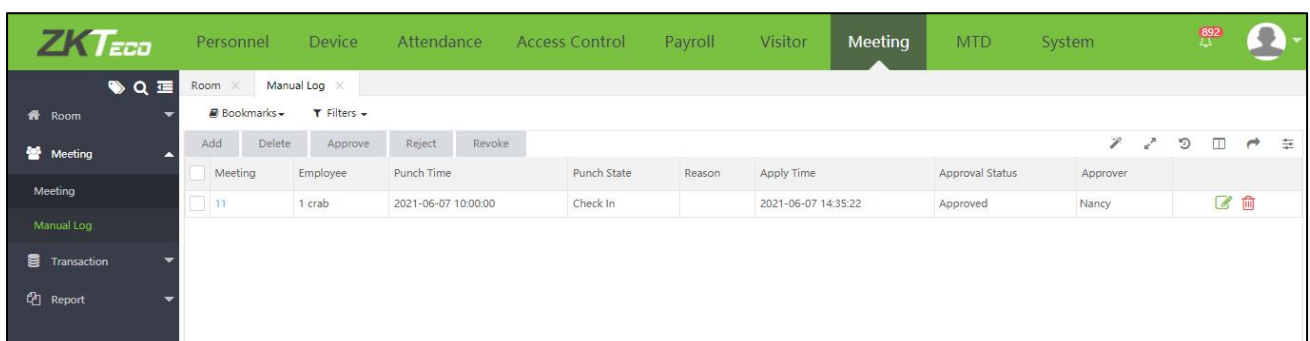 ZKTECO Personnel Device Attendance Access Control Payroll Visitor Meeting MTD System 892
Room Manual Log
Bookmarks Filters
Room
Add Delete Approve Reject Revoke
Meeting
Meeting Employee Punch Time Punch State Reason Apply Time Approval Status Approver
Meeting
11 1 crab 2021-06-07 10:00:00 Check In 2021-06-07 14:35:22 Approved Nancy
Manual Log
Transaction
Report